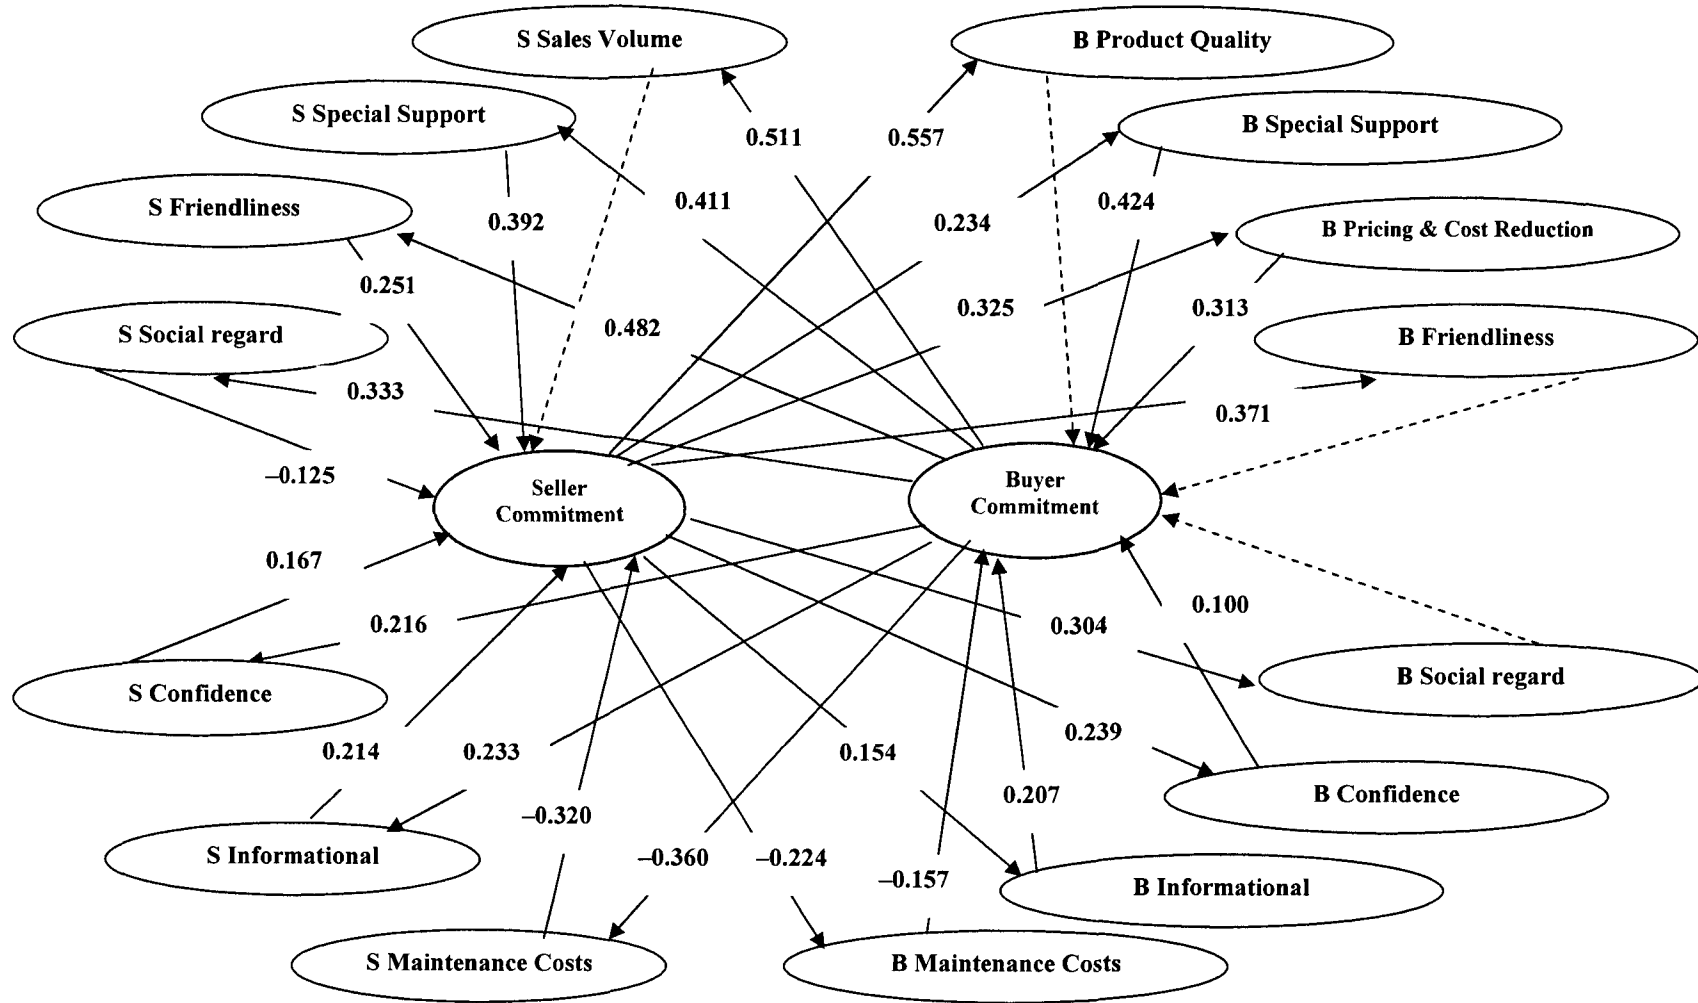 S Sales Volume
B Product Quality
S Special Support
B Special Support
0.511
0.557
S Friendliness
0.392
0.411
0.234
0.424
B Pricing & Cost Reduction
0.251
0.482
0.325
0.313
S Social regard
B Friendliness
0.333
0.371
–0.125
Seller
Commitment
Buyer
Commitment
0.167
0.216
0.304
0.100
S Confidence
B Social regard
0.214
0.233
0.154
0.239
0.207
B Confidence
–0.320
S Informational
–0.360
–0.224
–0.157
B Informational
S Maintenance Costs
B Maintenance Costs